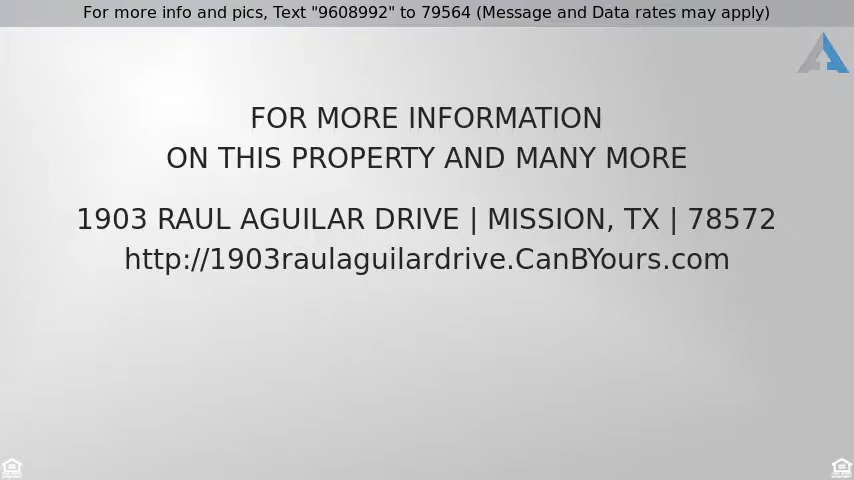 For more info and pics, Text "9608992" to 79564 (Message and Data rates may apply)
FOR MORE INFORMATION
ON THIS PROPERTY AND MANY MORE
1903 RAUL AGUILAR DRIVE | MISSION, TX | 78572
http://1903raulaguilardrive.CanBYours.com